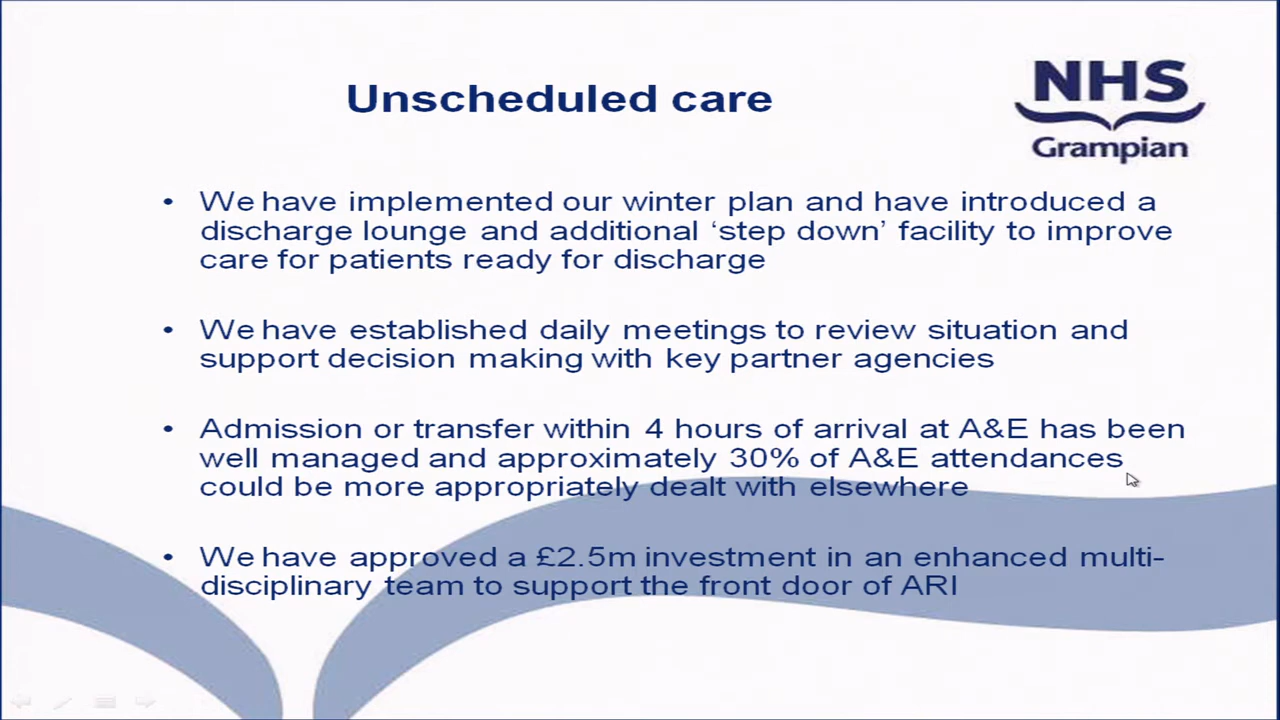 Unscheduled care
NHS
Grampian
• We have implemented our winter plan and have introduced a
discharge lounge and additional ‘step down’ facility to improve
care for patients ready for discharge
• We have established daily meetings to review situation and
support decision making with key partner agencies
• Admission or transfer within 4 hours of arrival at A&E has been
well managed and approximately 30% of A&E attendances
could be more appropriately dealt with elsewhere
• We have approved a £2.5m investment in an enhanced multi-
disciplinary team to support the front door of ARI